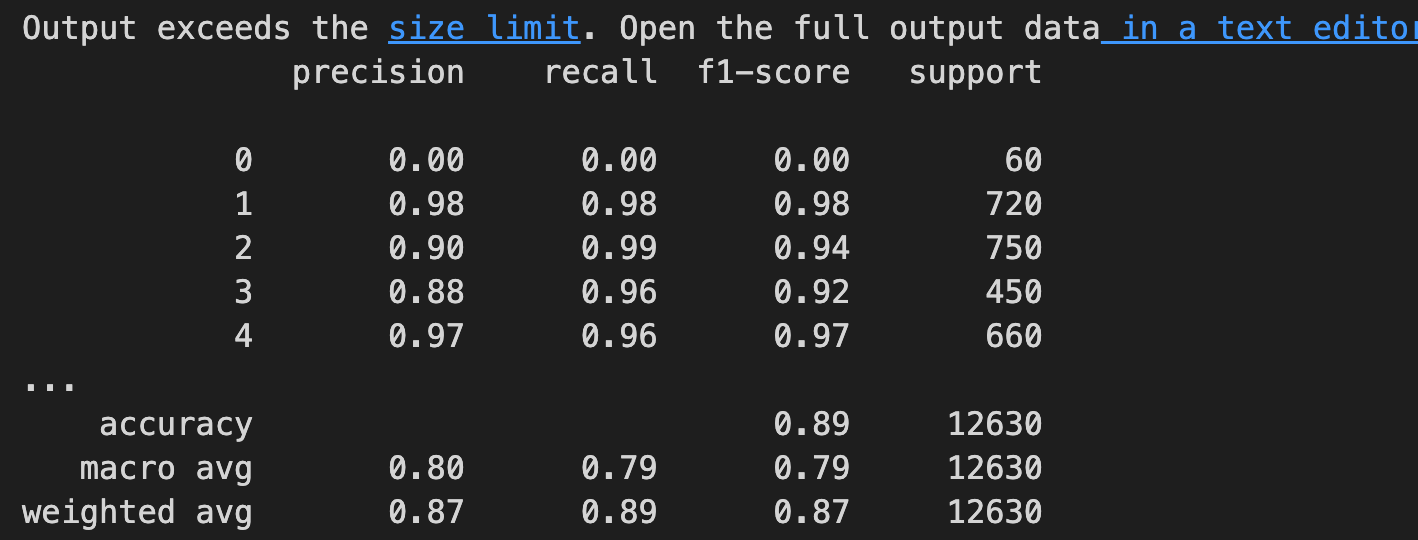 Output exceeds the size limit. Open the full output data in a text editor
precision recall f1-score support
0 0.00 0.00 0.00 60
1 0.98 0.98 0.98 720
2 0.90 0.99 0.94 750
3 0.88 0.96 0.92 450
4 0.97 0.96 0.97 660
...
accuracy 0.89 12630
macro avg 0.80 0.79 0.79 12630
weighted avg 0.87 0.89 0.87 12630